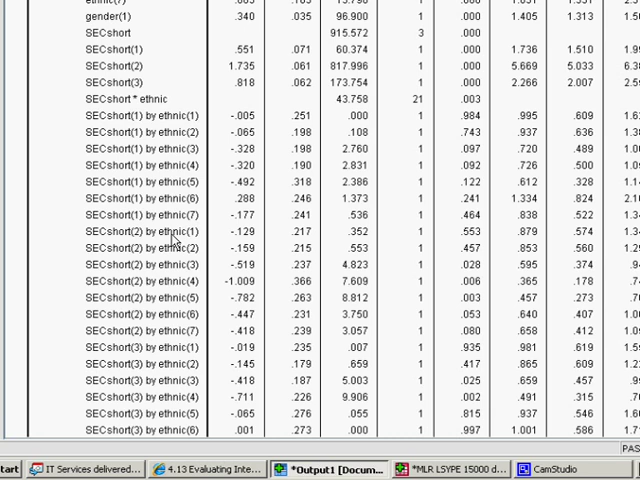 gender(1) .340 .035 96.900 1 .000 1.405 1.313
SECshort 915.572 3 .000
SECshort(1) .551 .071 60.374 1 .000 1.736 1.510
SECshort(2) 1.735 .061 817.996 1 .000 5.669 5.033
SECshort(3) .818 .062 173.754 1 .000 2.266 2.007
SECshort * ethnic 43.758 21 .003
SECshort(1) by ethnic(1) -.005 .251 .000 1 .984 .995 .609
SECshort(1) by ethnic(2) -.065 .198 .108 1 .743 .937 .636
SECshort(1) by ethnic(3) -.328 .198 2.760 1 .097 .720 .489
SECshort(1) by ethnic(4) -.320 .190 2.831 1 .092 .726 .500
SECshort(1) by ethnic(5) -.492 .318 2.386 1 .122 .612 .328
SECshort(1) by ethnic(6) .288 .246 1.373 1 .241 1.334 .824
SECshort(1) by ethnic(7) -.177 .241 .536 1 .464 .838 .522
SECshort(2) by ethnic(1) -.129 .217 .352 1 .553 .879 .574
SECshort(2) by ethnic(2) -.159 .215 .553 1 .457 .853 .560
SECshort(2) by ethnic(3) -.519 .237 4.823 1 .028 .595 .374
SECshort(2) by ethnic(4) -1.009 .366 7.609 1 .006 .365 .178
SECshort(2) by ethnic(5) -.782 .263 8.812 1 .003 .457 .273
SECshort(2) by ethnic(6) -.447 .231 3.750 1 .053 .640 .407
SECshort(2) by ethnic(7) -.418 .239 3.057 1 .080 .658 .412
SECshort(3) by ethnic(1) -.019 .235 .007 1 .935 .981 .619
SECshort(3) by ethnic(2) -.145 .179 .659 1 .417 .865 .609
SECshort(3) by ethnic(3) -.418 .187 5.003 1 .025 .659 .457
SECshort(3) by ethnic(4) -.711 .226 9.906 1 .002 .491 .315
SECshort(3) by ethnic(5) -.065 .276 .055 1 .815 .937 .546
SECshort(3) by ethnic(6) .001 .273 .000 1 .997 1.001 .586
PAS
tart IT Services delivered... 4.13 Evaluating Inte... *Output1 [Docum... *MLR LSYPE 15000 d... CamStudio